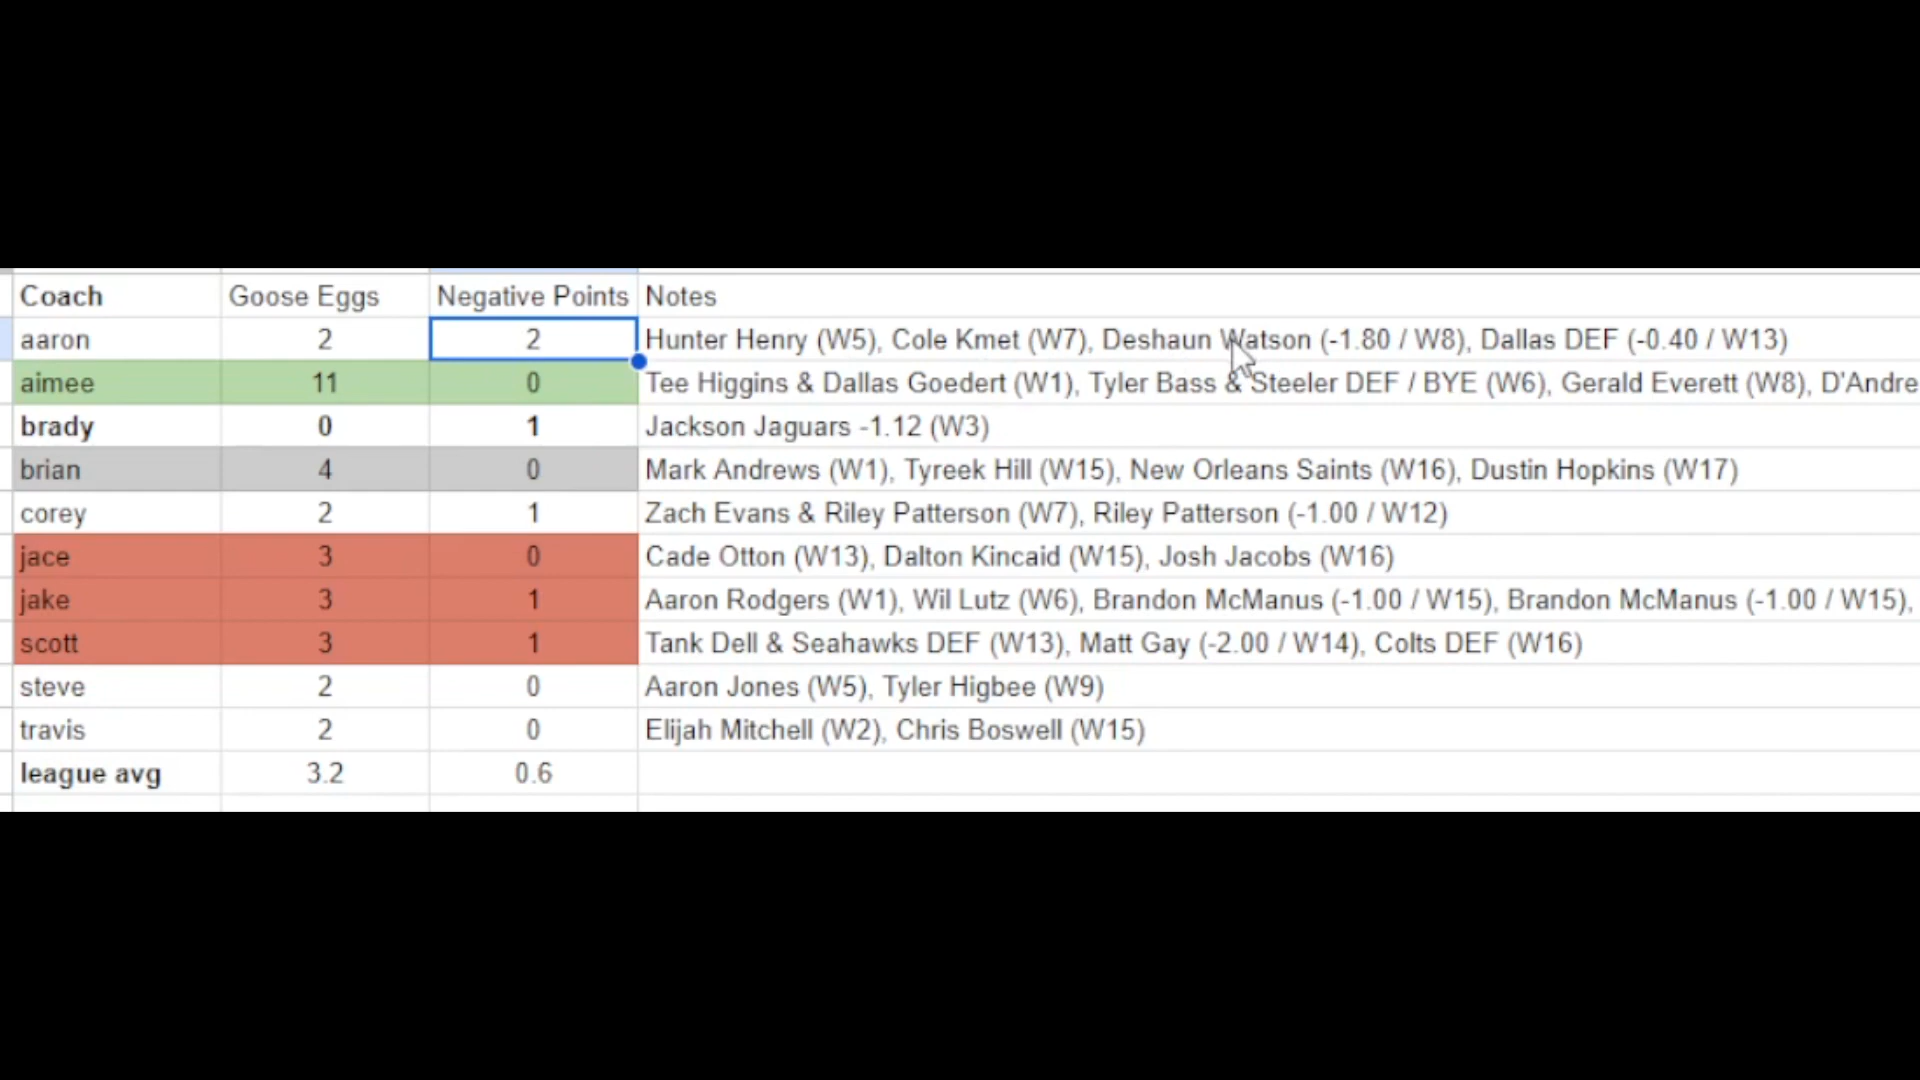 Coach Goose Eggs Negative Points Notes
aaron 2 2 Hunter Henry (W5), Cole Kmet (W7), Deshaun Watson (-1.80 / W8), Dallas DEF (-0.40 / W13)
aimee 11 0 Tee Higgins & Dallas Goedert (W1), Tyler Bass & Steeler DEF / BYE (W6), Gerald Everett (W8), D'Andre
brady 0 1 Jackson Jaguars -1.12 (W3)
brian 4 0 Mark Andrews (W1), Tyreek Hill (W15), New Orleans Saints (W16), Dustin Hopkins (W17)
corey 2 1 Zach Evans & Riley Patterson (W7), Riley Patterson (-1.00 / W12)
jace 3 0 Cade Otton (W13), Dalton Kincaid (W15), Josh Jacobs (W16)
jake 3 1 Aaron Rodgers (W1), Wil Lutz (W6), Brandon McManus (-1.00 / W15), Brandon McManus (-1.00 / W15),
scott 3 1 Tank Dell & Seahawks DEF (W13), Matt Gay (-2.00 / W14), Colts DEF (W16)
steve 2 0 Aaron Jones (W5), Tyler Higbee (W9)
travis 2 0 Elijah Mitchell (W2), Chris Boswell (W15)
league avg 3.2 0.6